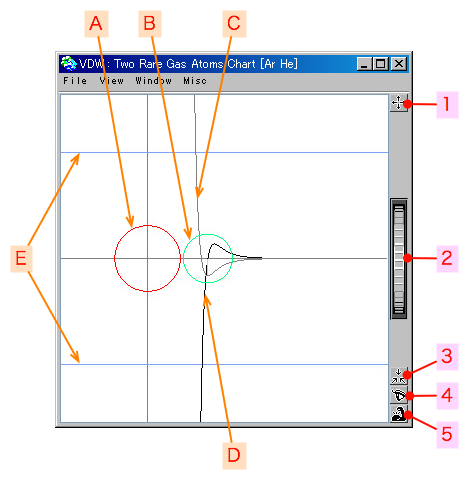 A B C
VDW : Two Rare Gas Atoms Chart [Ar He]
File View Window Misc
1
E
2
3
4
5
D